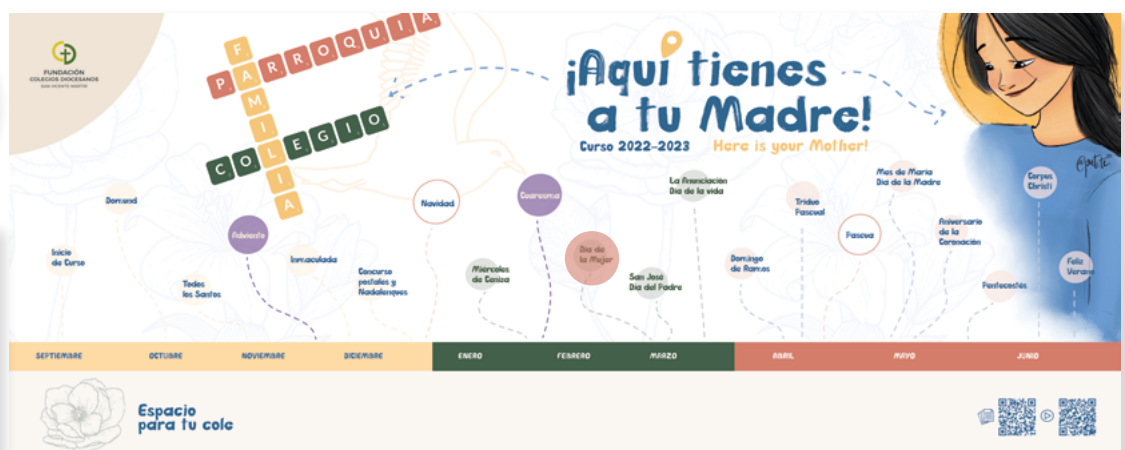 FUNDACIÓN
COLEGIOS DIOCESANOS
SAN VICENTE MÁRTIR
PARROQUIA
FAMILIA
COLEGIO
¡Aquí tienes
a tu Madre!
Curso 2022-2023 Here is your Mother!
Inicio
de Curso
Domund
Todos
los Santos
Adviento
Inmaculada
Concurso
postales y
Nadalenques
Navidad
Miércoles
de Ceniza
Cuaresma
Día de
la Mujer
San José
Día del Padre
La Anunciación
Día de la vida
Domingo
de Ramos
Triduo
Pascual
Pascua
Mes de María
Día de la Madre
Aniversario
de la
Coronación
Pentecostés
Corpus
Christi
Feliz
Verano
SEPTIEMBRE OCTUBRE NOVIEMBRE DICIEMBRE ENERO FEBRERO MARZO ABRIL MAYO JUNIO
Espacio
para tu cole